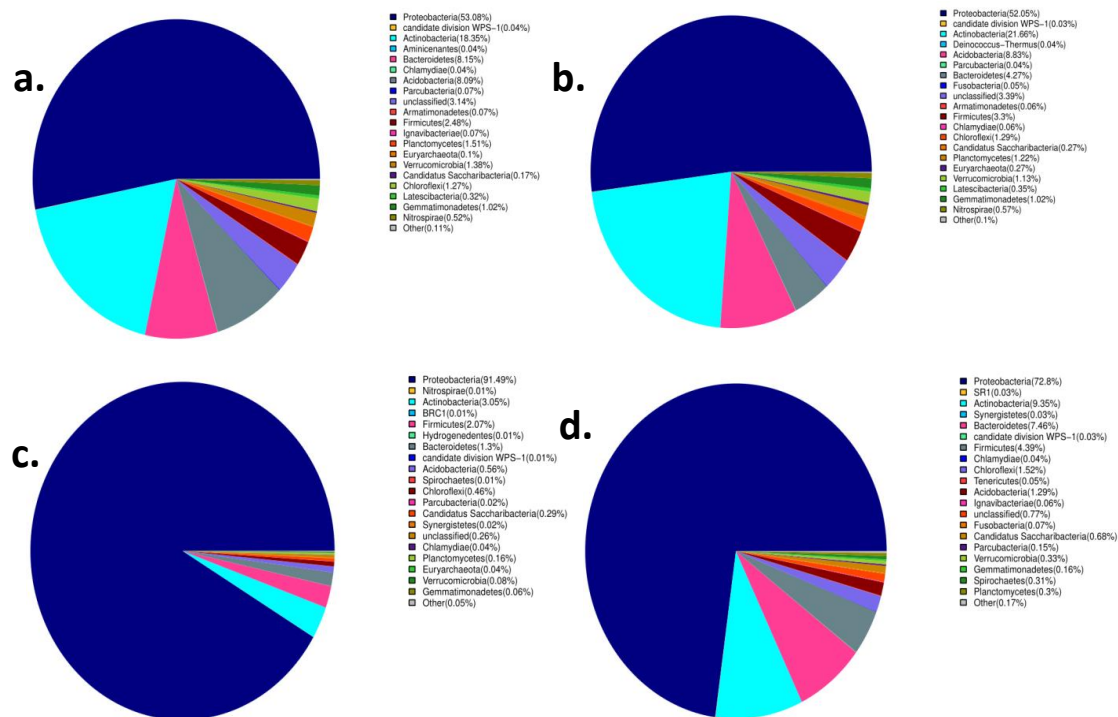 a.
Proteobacteria(53.08%)
candidate division WPS-1(0.04%)
Actinobacteria(18.35%)
Aminicenantes(0.04%)
Bacteroidetes(8.15%)
Chlamydiae(0.04%)
Acidobacteria(8.09%)
Parcubacteria(0.07%)
unclassified(3.14%)
Armatimonadetes(0.07%)
Firmicutes(2.48%)
Ignavibacteriae(0.07%)
Planctomycetes(1.51%)
Euryarchaeota(0.1%)
Verrucomicrobia(1.38%)
Candidatus Saccharibacteria(0.17%)
Chloroflexi(1.27%)
Latescibacteria(0.32%)
Gemmatimonadetes(1.02%)
Nitrospirae(0.52%)
Other(0.11%)
b.
Proteobacteria(52.05%)
candidate division WPS-1(0.03%)
Actinobacteria(21.66%)
Deinococcus-Thermus(0.04%)
Acidobacteria(8.83%)
Parcubacteria(0.04%)
Bacteroidetes(4.27%)
Fusobacteria(0.05%)
unclassified(3.39%)
Armatimonadetes(0.06%)
Firmicutes(3.3%)
Chlamydiae(0.06%)
Chloroflexi(1.29%)
Candidatus Saccharibacteria(0.27%)
Planctomycetes(1.22%)
Euryarchaeota(0.27%)
Verrucomicrobia(1.13%)
Latescibacteria(0.35%)
Gemmatimonadetes(1.02%)
Nitrospirae(0.57%)
Other(0.1%)
c.
Proteobacteria(91.49%)
Nitrospirae(0.01%)
Actinobacteria(3.05%)
BRC1(0.01%)
Firmicutes(2.07%)
Hydrogenedentes(0.01%)
Bacteroidetes(1.3%)
candidate division WPS-1(0.01%)
Acidobacteria(0.56%)
Spirochaetes(0.01%)
Chloroflexi(0.46%)
Parcubacteria(0.02%)
Candidatus Saccharibacteria(0.29%)
Synergistetes(0.02%)
unclassified(0.26%)
Chlamydiae(0.04%)
Planctomycetes(0.16%)
Euryarchaeota(0.04%)
Verrucomicrobia(0.08%)
Gemmatimonadetes(0.06%)
Other(0.05%)
d.
Proteobacteria(72.8%)
SR1(0.03%)
Actinobacteria(9.35%)
Synergistetes(0.03%)
Bacteroidetes(7.46%)
candidate division WPS-1(0.03%)
Firmicutes(4.39%)
Chlamydiae(0.04%)
Chloroflexi(1.52%)
Tenericutes(0.05%)
Acidobacteria(1.29%)
Ignavibacteriae(0.06%)
unclassified(0.77%)
Fusobacteria(0.07%)
Candidatus Saccharibacteria(0.68%)
Parcubacteria(0.15%)
Verrucomicrobia(0.33%)
Gemmatimonadetes(0.16%)
Spirochaetes(0.31%)
Planctomycetes(0.3%)
Other(0.17%)